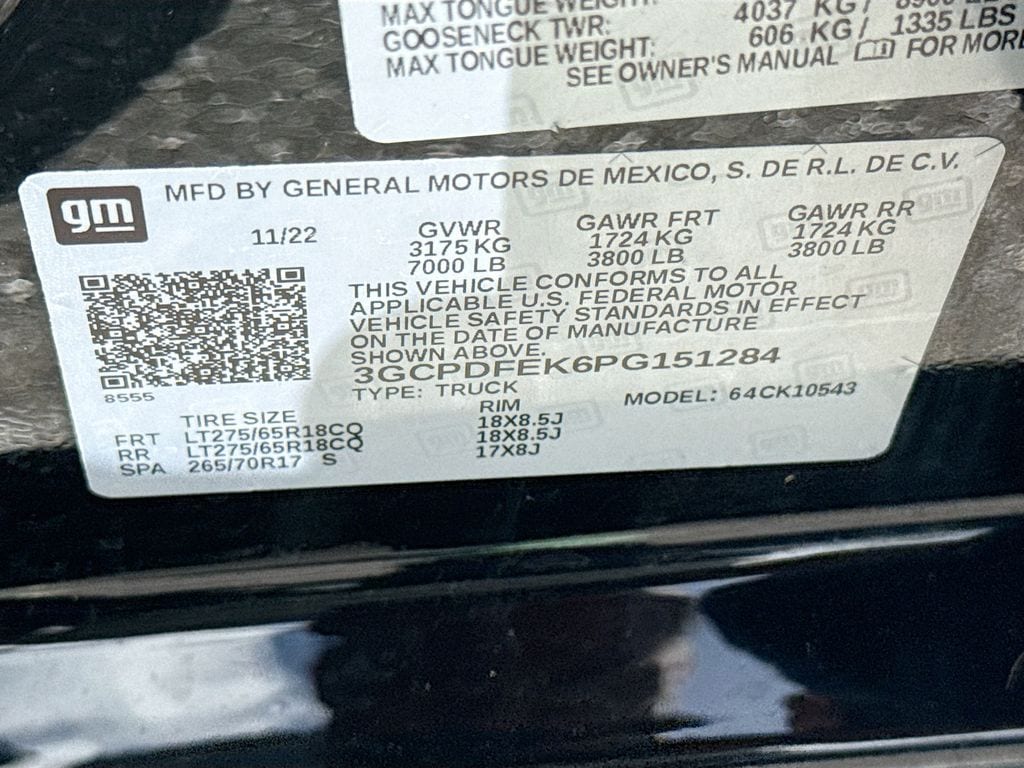 MAX TONGUE WEIGHT:
GOOSENECK TWR: 4037 KG/
MAX TONGUE WEIGHT: 606 KG/ 1335 LBS
SEE OWNER'S MANUAL FOR MORE
gm
MFD BY GENERAL MOTORS DE MEXICO, S. DE R.L. DE C.V.
11/22
GVWR GAWR FRT GAWR RR
3175 KG 1724 KG 1724 KG
7000 LB 3800 LB 3800 LB
THIS VEHICLE CONFORMS TO ALL
APPLICABLE U.S. FEDERAL MOTOR
VEHICLE SAFETY STANDARDS IN EFFECT
ON THE DATE OF MANUFACTURE
SHOWN ABOVE.
3GCPDFEK6PG151284
8555
TYPE: TRUCK MODEL: 64CK10543
TIRE SIZE RIM
FRT LT275/65R18CQ 18X8.5J
RR LT275/65R18CQ 18X8.5J
SPA 265/70R17 S 17X8J